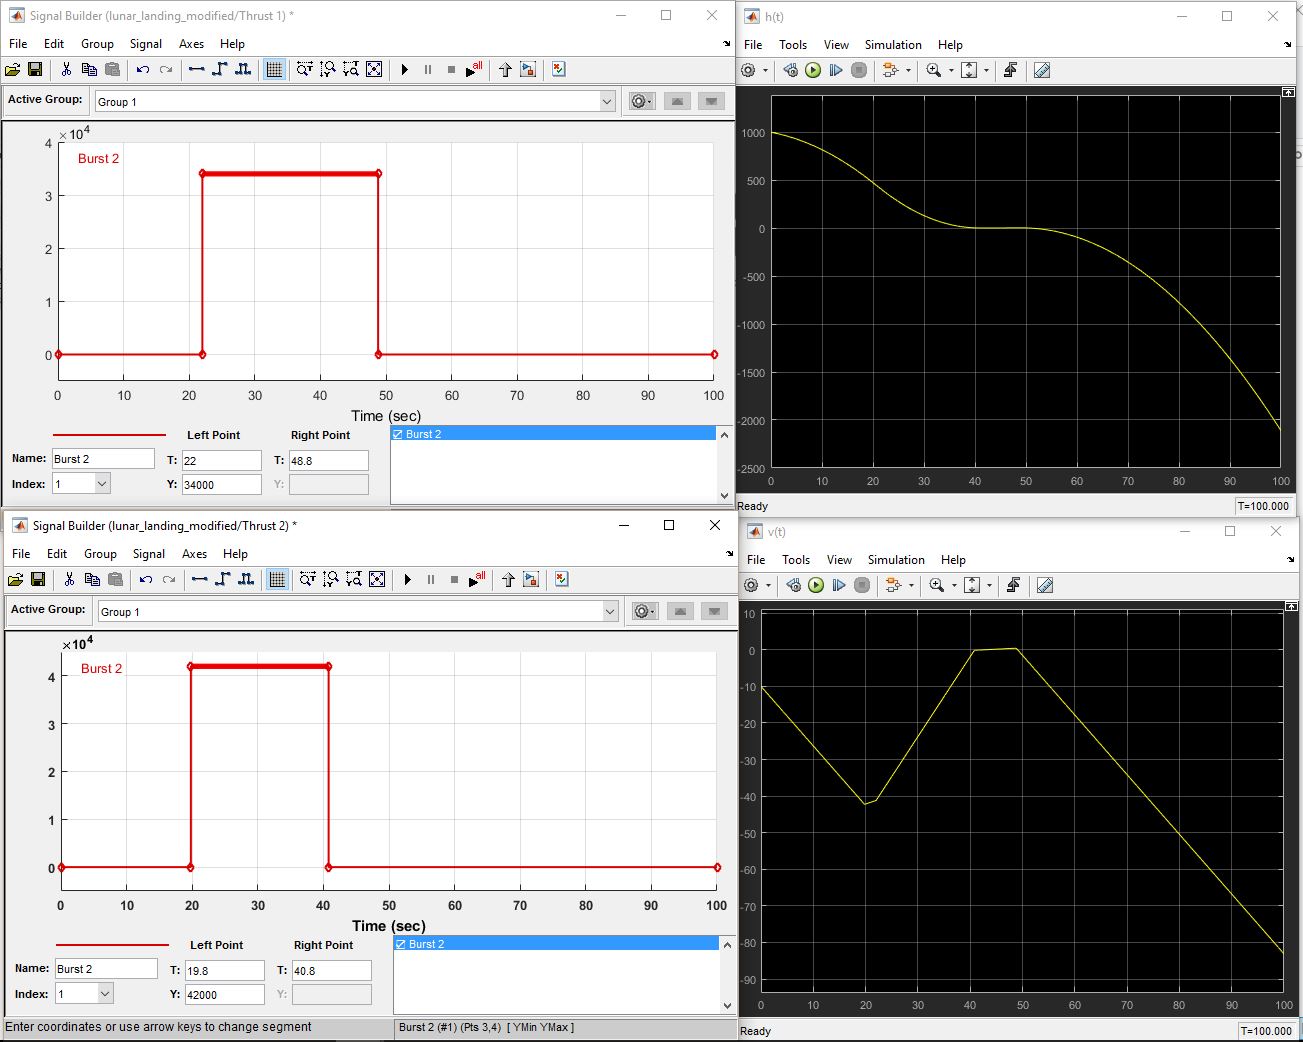 Signal Builder (lunar_landing_modified/Thrust 1) *
File Edit Group Signal Axes Help
all
Active Group: Group 1
×10^4
Burst 2
4
3
2
1
0
0 10 20 30 40 50 60 70 80 90 100
Time (sec)
Left Point Right Point
Name: Burst 2 T: 22 T: 48.8
Index: 1 Y: 34000 Y:
Burst 2
h(t)
File Tools View Simulation Help
1000
500
0
-500
-1000
-1500
-2000
-2500
0 10 20 30 40 50 60 70 80 90 100
Ready T=100.000
Signal Builder (lunar_landing_modified/Thrust 2) *
File Edit Group Signal Axes Help
all
Active Group: Group 1
×10^4
Burst 2
4
3
2
1
0
0 10 20 30 40 50 60 70 80 90 100
Time (sec)
Left Point Right Point
Name: Burst 2 T: 19.8 T: 40.8
Index: 1 Y: 42000 Y:
Burst 2
Enter coordinates or use arrow keys to change segment Burst 2 (#1) (Pts 3,4) [ YMin YMax ]
v(t)
File Tools View Simulation Help
10
0
-10
-20
-30
-40
-50
-60
-70
-80
-90
0 10 20 30 40 50 60 70 80 90 100
Ready T=100.000